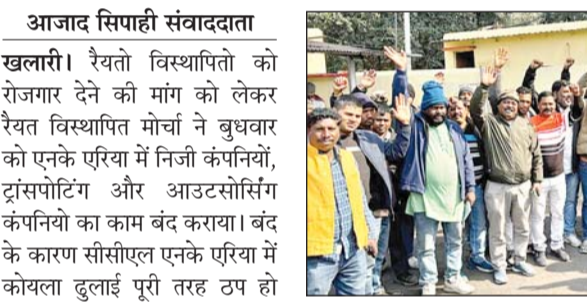 आजाद सिपाही संवाददाता
खलारी। रैयतो विस्थापितो को
रोजगार देने की मांग को लेकर
रैयत विस्थापित मोर्चा ने बुधवार
को एनके एरिया में निजी कंपनियों,
ट्रांसपोटिंग और आउटसोर्सिंग
कंपनियो का काम बंद कराया। बंद
के कारण सीसीएल एनके एरिया में
कोयला ढुलाई पूरी तरह ठप हो